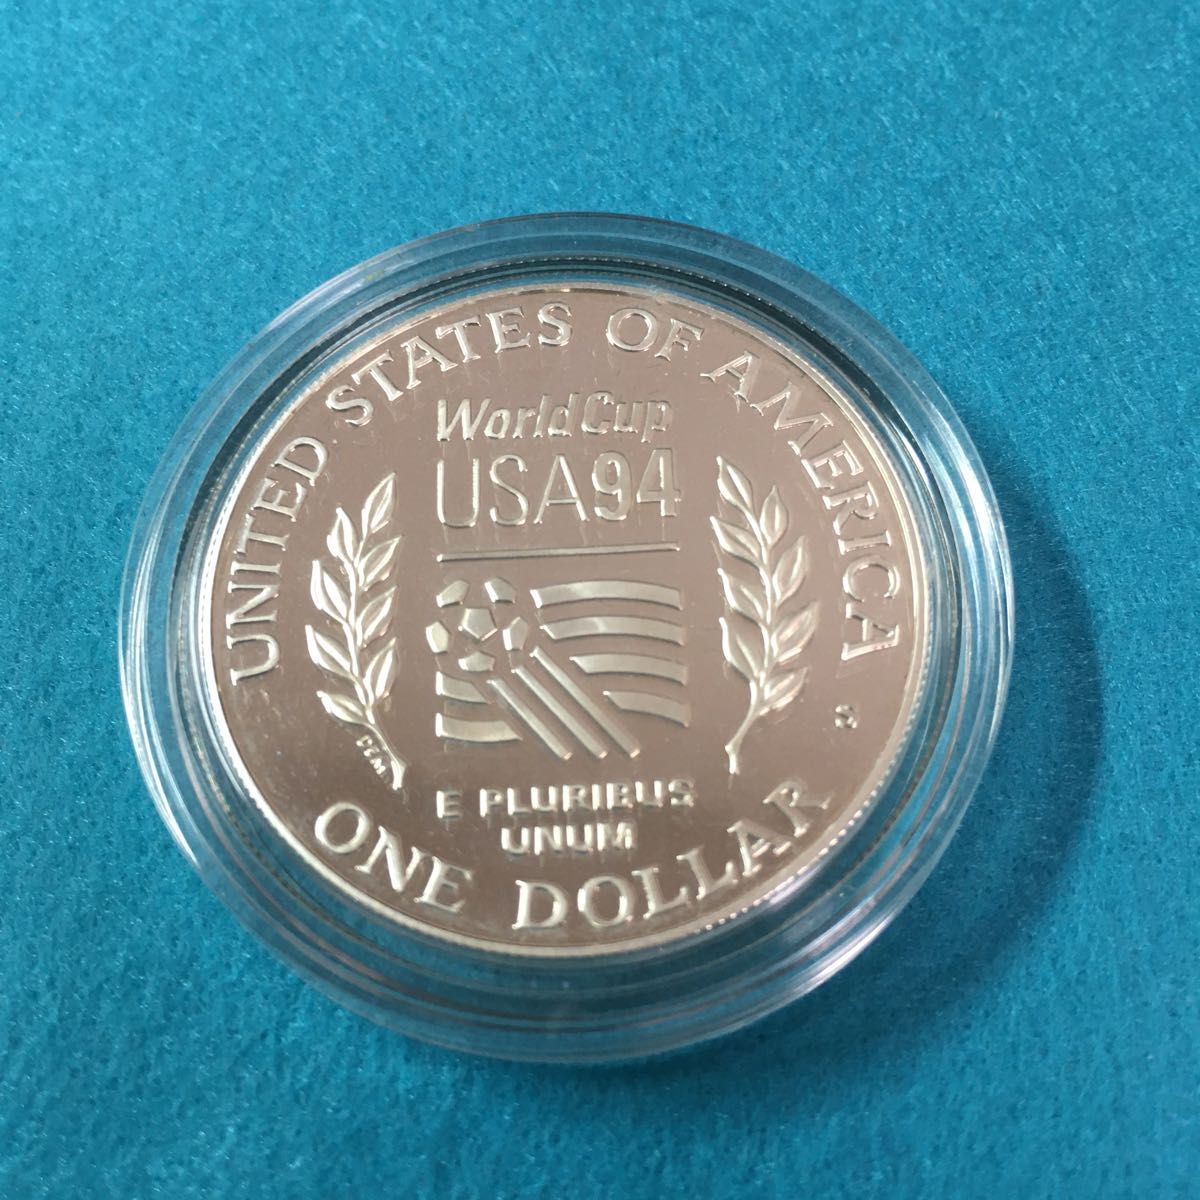 UNITED STATES OF AMERICA
World Cup
USA94
E PLURIBUS
UNUM
ONE DOLLAR